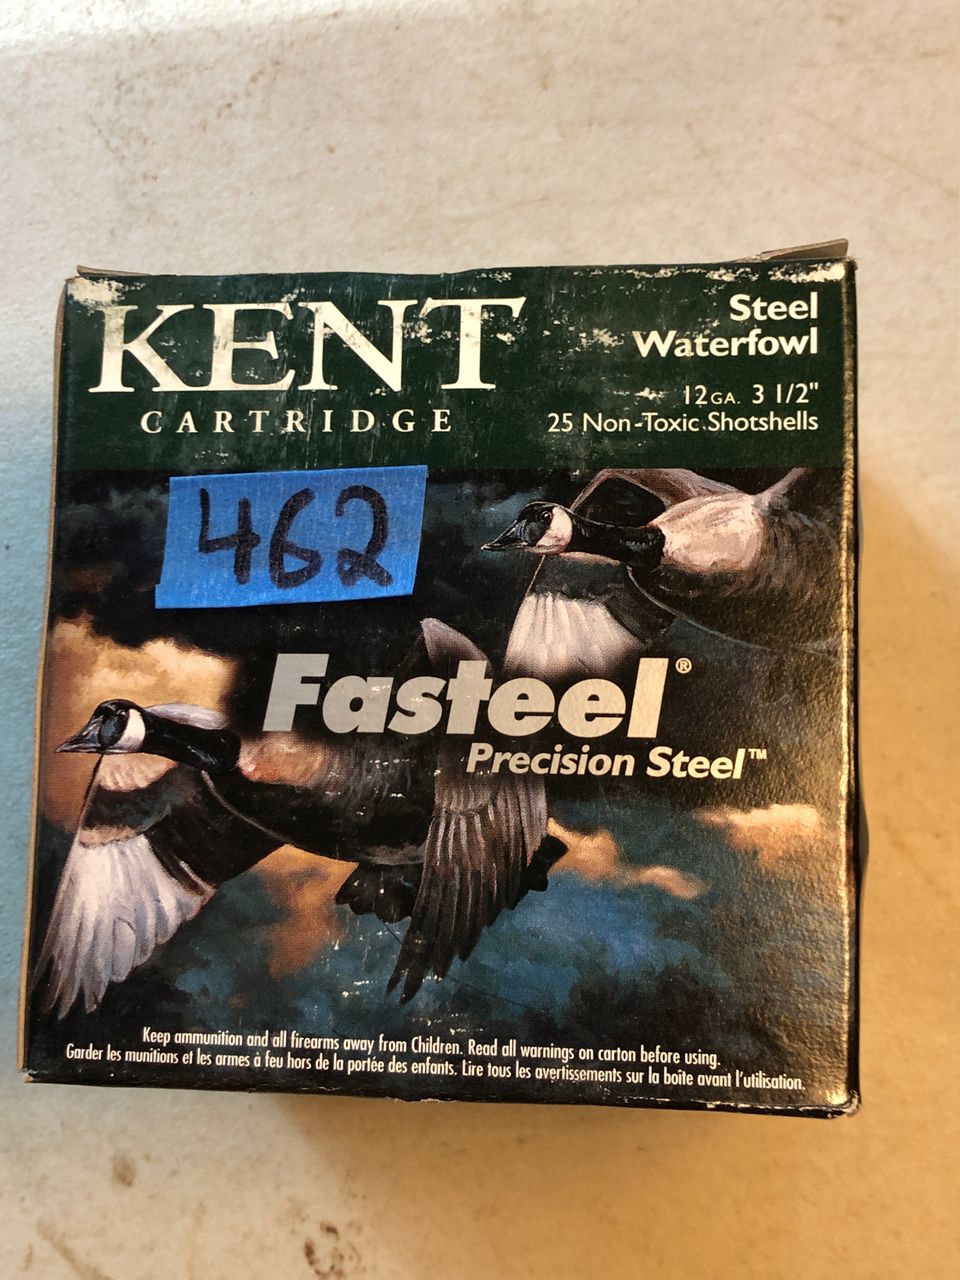 KENT
CARTRIDGE
Steel
Waterfowl
12GA. 3 1/2"
25 Non-Toxic Shotshells
462
Fasteel®
Precision Steel™
Keep ammunition and all firearms away from Children. Read all warnings on carton before using.
Garder les munitions et les armes à feu hors de la portée des enfants. Lire tous les avertissements sur la boîte avant l'utilisation.